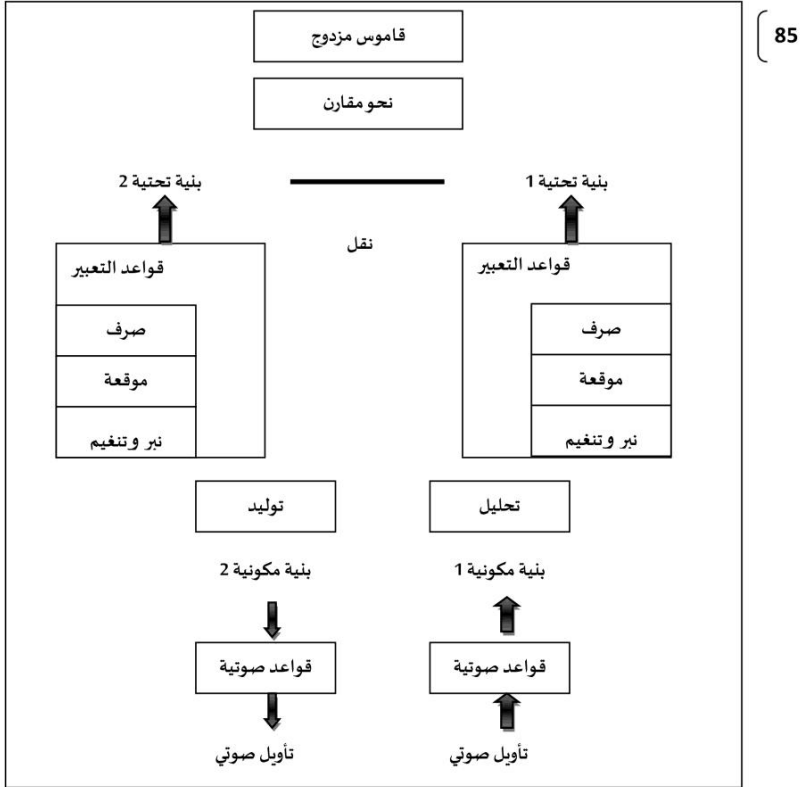 85
قاموس مزدوج
نحو مقارن
بنية تحتية 1
بنية تحتية 2
نقل
قواعد التعبير
صرف
موقعة
نبر وتنغيم
قواعد التعبير
صرف
موقعة
نبر وتنغيم
تحليل
توليد
بنية مكونية 1
بنية مكونية 2
قواعد صوتية
قواعد صوتية
تأويل صوتي
تأويل صوتي